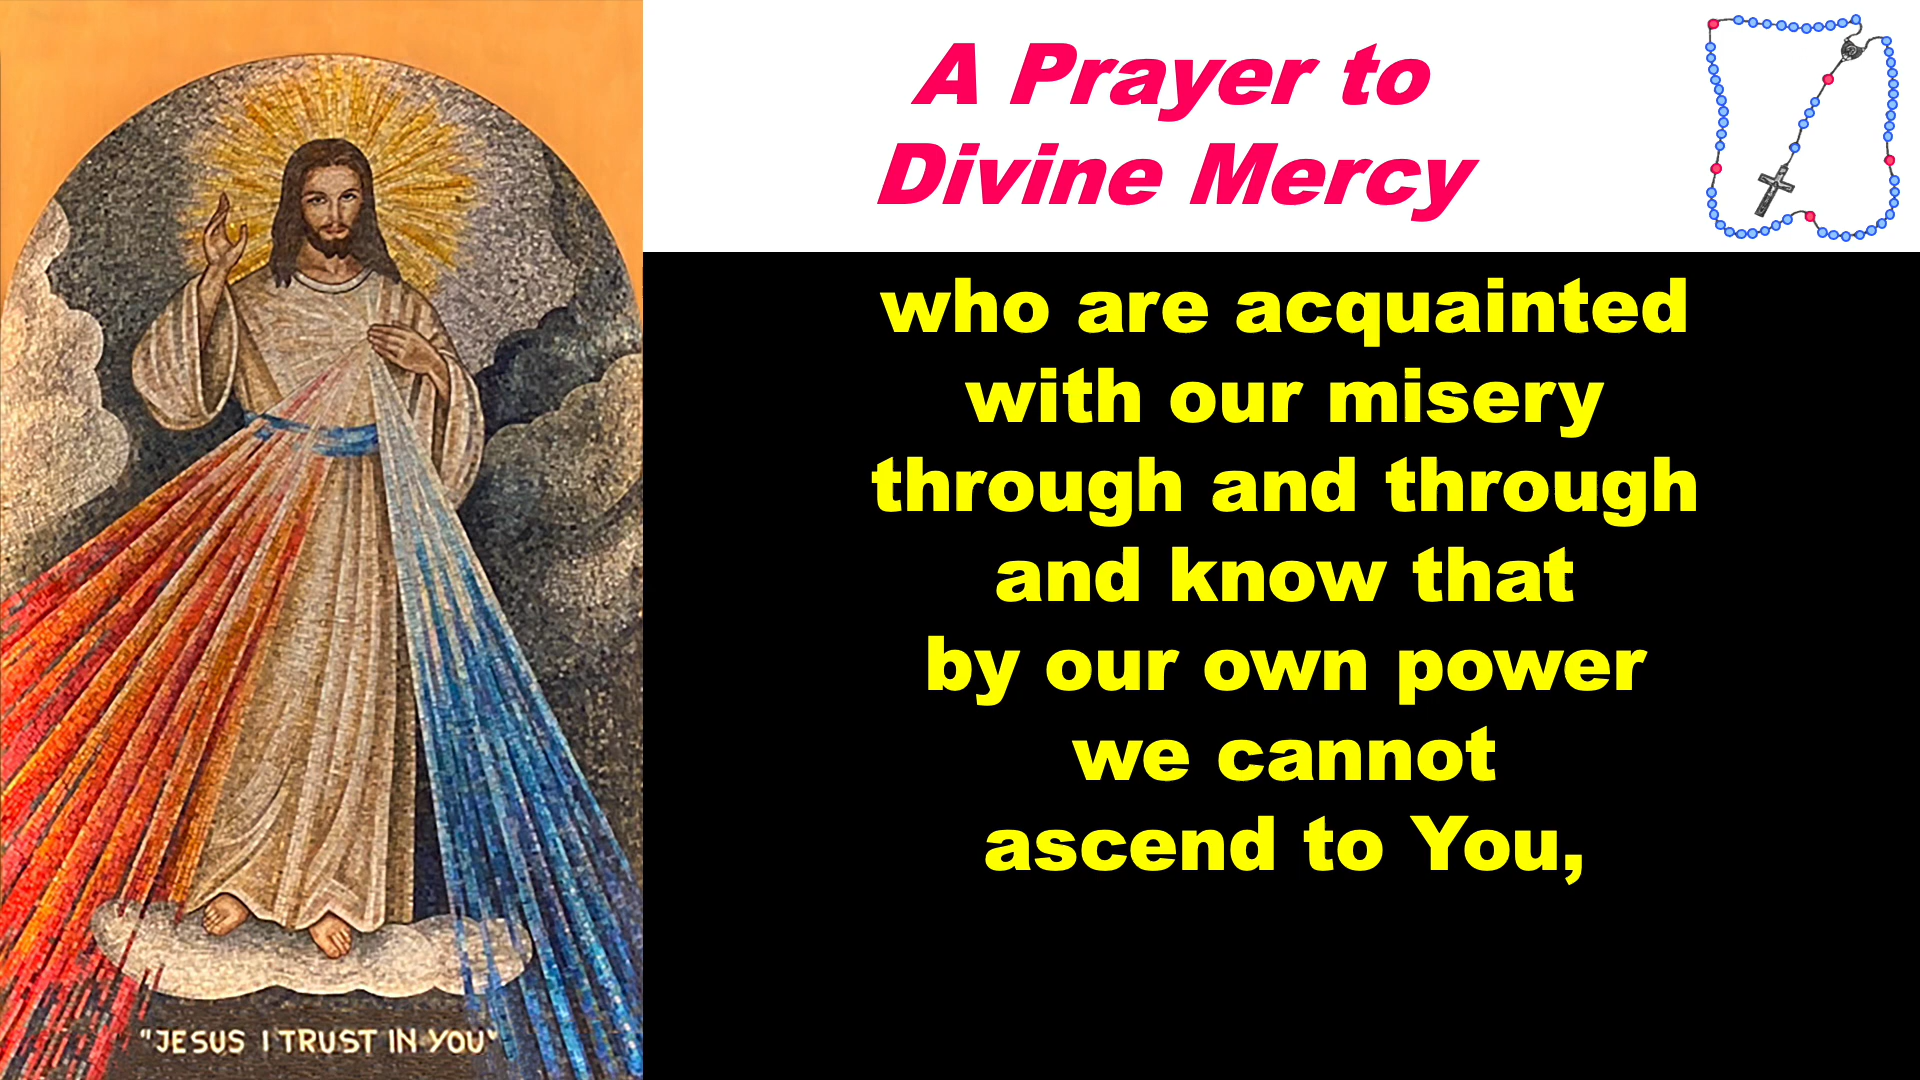 A Prayer to
Divine Mercy
who are acquainted
with our misery
through and through
and know that
by our own power
we cannot
ascend to You,
"JESUS I TRUST IN YOU"